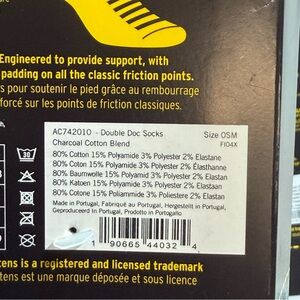 Engineered to provide support, with
padding on all the classic friction points.
s pour soutenir le pied grâce au rembourrage
forcé sur les points de friction classiques.
AC742010 - Double Doc Socks Size OSM
Charcoal Cotton Blend FI04X
80% Cotton 15% Polyamide 3% Polyester 2% Elastane
80% Coton 15% Polyamide 3% Polyester 2% Élasthanne
80% Baumwolle 15% Polyamid 3% Polyester 2% Elastan
80% Katoen 15% Polyamide 3% Polyester 2% Elastaan
80% Cotone 15% Poliammide 3% Poliestere 2% Elastan
Made in Portugal, Fabriqué au Portugal, Hergestellt in Portugal,
Geproduceerd in Portugal, Prodotto in Portogallo
30
1 90665 44032 4
tens is a registered and licensed trademark
tens est une marque déposée et sous licence